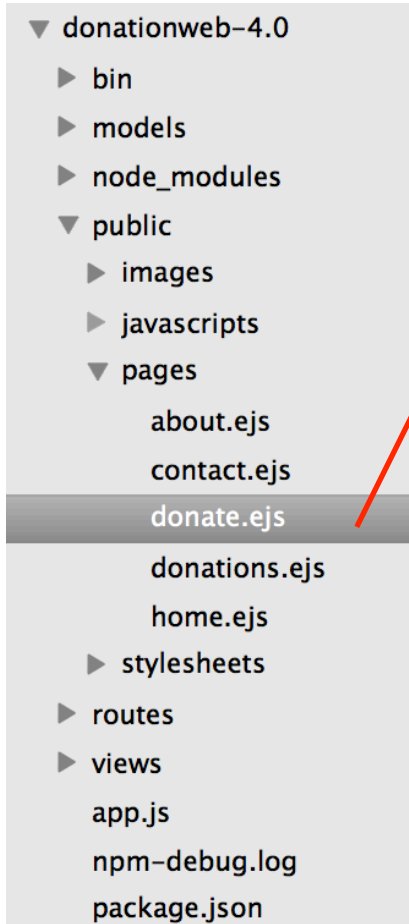 donationweb-4.0
bin
models
node_modules
public
images
javascripts
pages
about.ejs
contact.ejs
donate.ejs
donations.ejs
home.ejs
stylesheets
routes
views
app.js
npm-debug.log
package.json